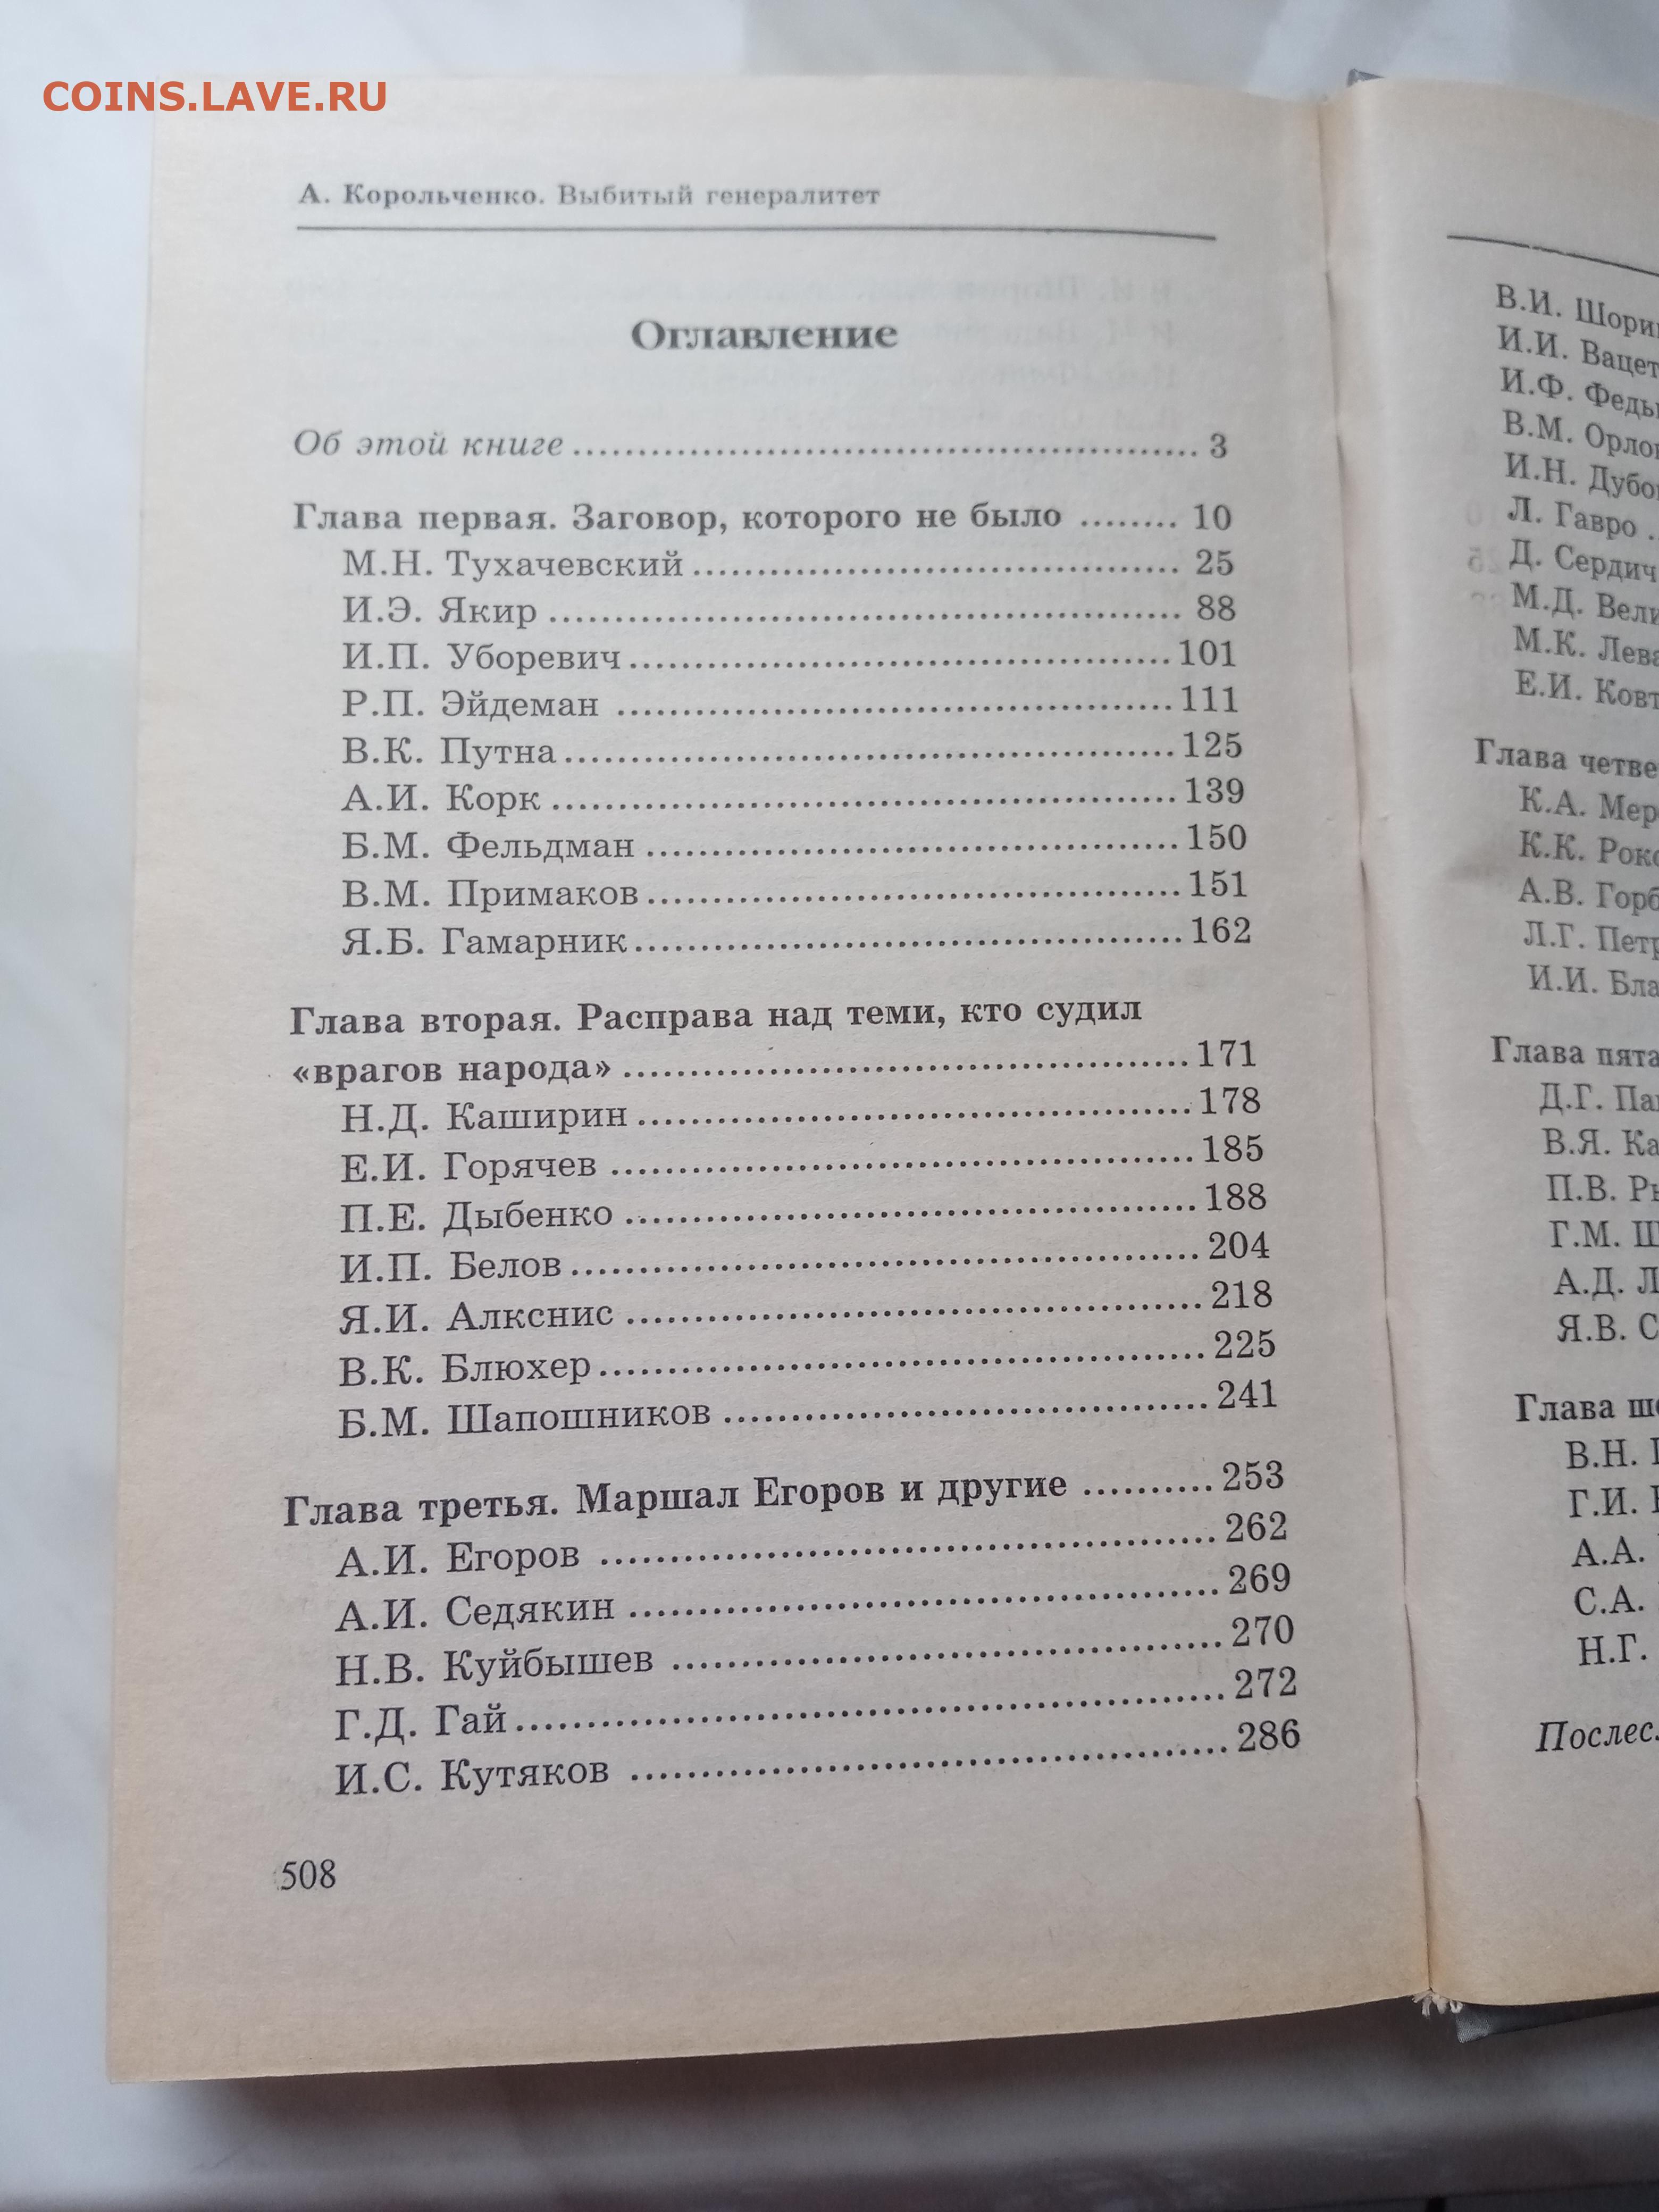 COINS.LAVE.RU
А. Корольченко. Выбитый генералитет
Оглавление
Об этой книге ........ 3
Глава первая. Заговор, которого не было ........ 10
М.Н. Тухачевский ........ 25
И.Э. Якир ........ 88
И.П. Уборевич ........ 101
Р.П. Эйдеман ........ 111
В.К. Путна ........ 125
А.И. Корк ........ 139
Б.М. Фельдман ........ 150
В.М. Примаков ........ 151
Я.Б. Гамарник ........ 162
Глава вторая. Расправа над теми, кто судил
«врагов народа» ........ 171
Н.Д. Каширин ........ 178
Е.И. Горячев ........ 185
П.Е. Дыбенко ........ 188
И.П. Белов ........ 204
Я.И. Алкснис ........ 218
В.К. Блюхер ........ 225
Б.М. Шапошников ........ 241
Глава третья. Маршал Егоров и другие ........ 253
А.И. Егоров ........ 262
А.И. Седякин ........ 269
Н.В. Куйбышев ........ 270
Г.Д. Гай ........ 272
И.С. Кутяков ........ 286
508
В.И.
И.И.
И.Ф.
В.М.
И.Н.
Л. Гавро
Д.
М.Д.
М.К.
Е.И.
Глава
К.А.
К.К.
А.В.
Л.Г.
И.И.
Глава
Д.Г.
В.Я.
П.В.
Г.М.
А.Д.
Я.В.
Глава
В.Н.
Г.И.
А.А.
С.А.
Н.Г.